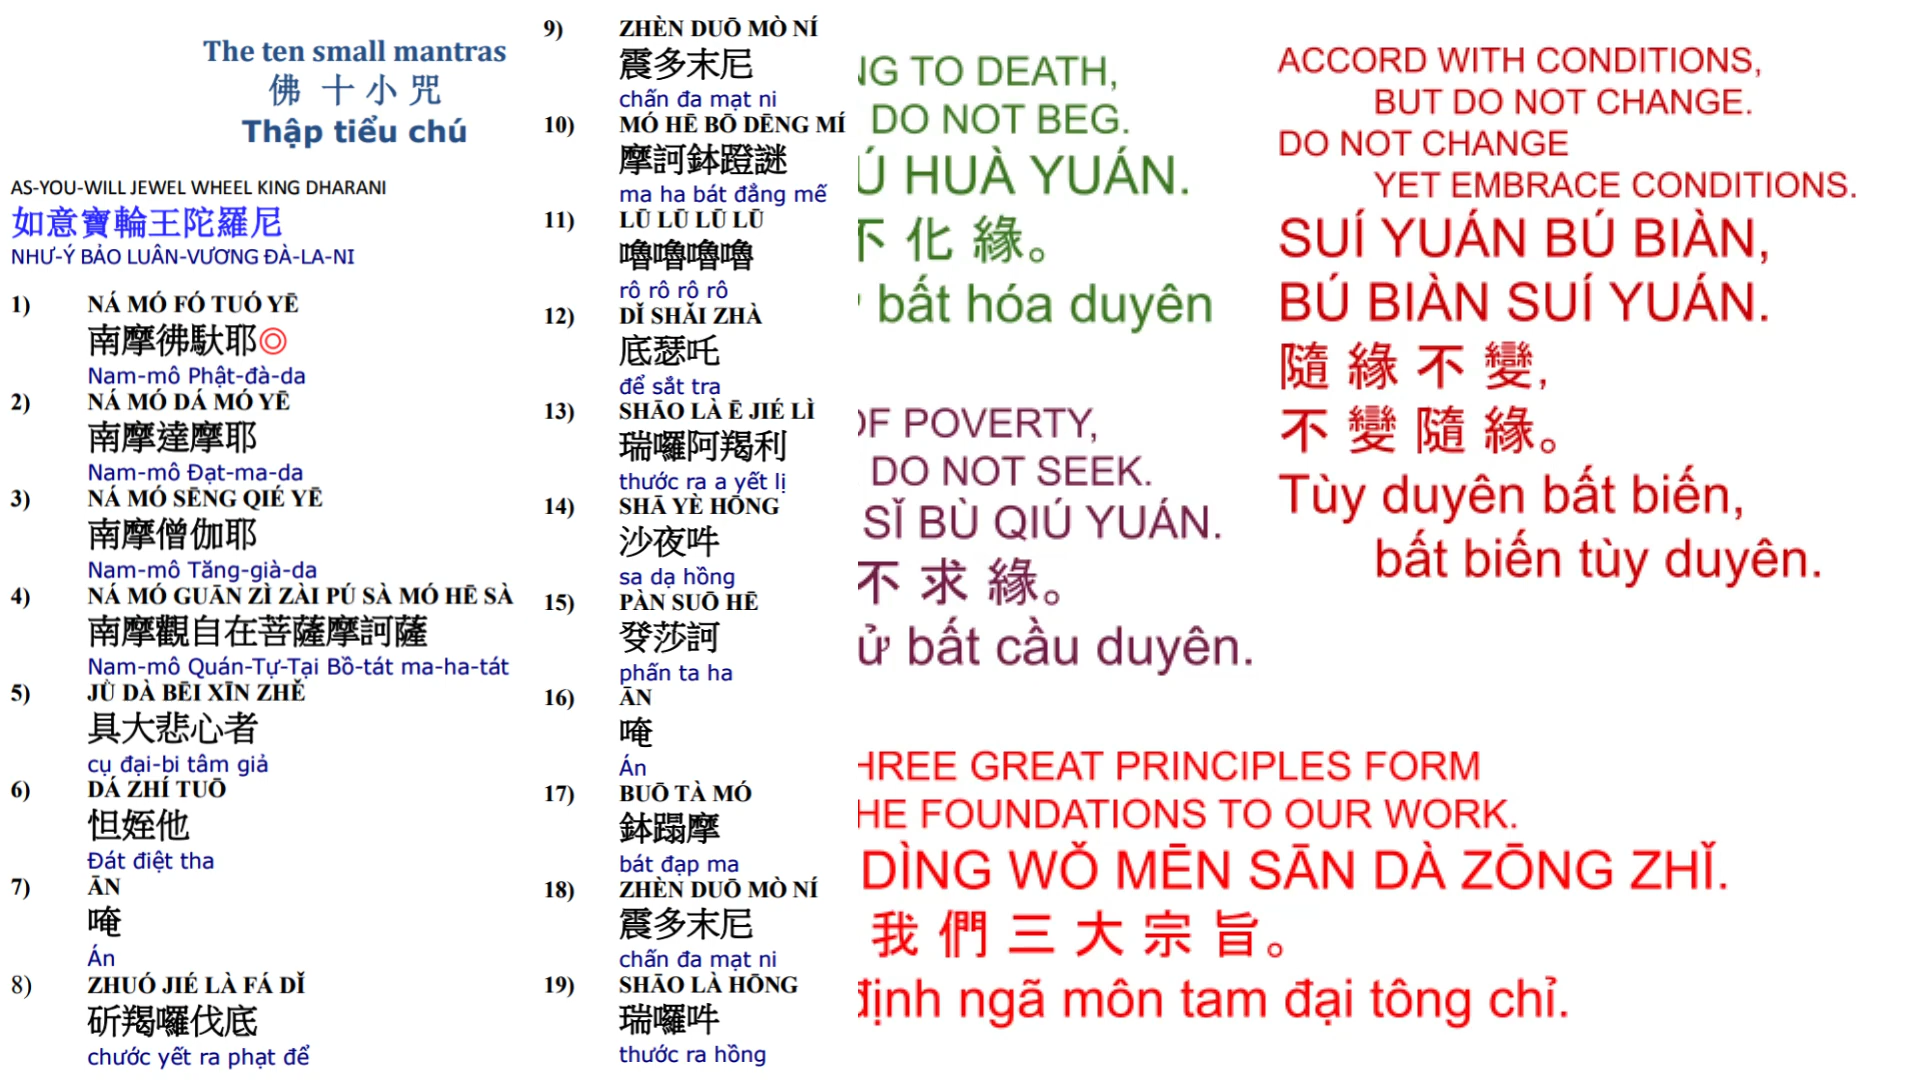 The ten small mantras
佛 十 小 咒
Thập tiểu chú
AS-YOU-WILL JEWEL WHEEL KING DHARANI
如意寶輪王陀羅尼
NHƯ-Ý BẢO LUÂN-VƯƠNG ĐÀ-LA-NI
1) NÁ MÓ FÓ TUÓ YĒ
南摩彿馱耶◎
Nam-mô Phật-đà-da
2) NÁ MÓ DÁ MÓ YĒ
南摩達摩耶
Nam-mô Đạt-ma-da
3) NÁ MÓ SĒNG QIÉ YĒ
南摩僧伽耶
Nam-mô Tăng-già-da
4) NÁ MÓ GUĀN ZÌ ZÀI PÚ SÀ MÓ HĒ SÀ
南摩觀自在菩薩摩訶薩
Nam-mô Quán-Tự-Tại Bồ-tát ma-ha-tát
5) JÙ DÀ BĒI XĪN ZHĚ
具大悲心者
cụ đại-bi tâm giả
6) DÁ ZHÍ TUŌ
怛姪他
Đát điệt tha
7) ĀN
唵
Án
8) ZHUÓ JIÉ LÀ FÁ DǏ
斫羯囉伐底
chước yết ra phạt để
9) ZHÈN DUŌ MÒ NÍ
震多末尼
chấn đa mạt ni
10) MÓ HĒ BŌ DĒNG MÍ
摩訶鉢蹬謎
ma ha bát đẳng mế
11) LŪ LŪ LŪ LŪ
嚕嚕嚕嚕
rô rô rô rô
12) DǏ SHǍI ZHÀ
底瑟吒
để sắt tra
13) SHĀO LÀ Ē JIÉ LÌ
瑞囉阿羯利
thước ra a yết lị
14) SHĀ YÈ HŌNG
沙夜吽
sa dạ hồng
15) PÀN SUŌ HĒ
癹莎訶
phấn ta ha
16) ĀN
唵
Án
17) BUŌ TÀ MÓ
鉢蹋摩
bát đạp ma
18) ZHÈN DUŌ MÒ NÍ
震多末尼
chấn đa mạt ni
19) SHĀO LÀ HŌNG
瑞囉吽
thước ra hồng
NG TO DEATH,
DO NOT BEG.
Ú HUÀ YUÁN.
不 化 緣。
bất hóa duyên
OF POVERTY,
DO NOT SEEK.
SǏ BÙ QIÚ YUÁN.
不 求 緣。
ử bất cầu duyên.
HREE GREAT PRINCIPLES FORM
HE FOUNDATIONS TO OUR WORK.
DÌNG WǑ MĒN SĀN DÀ ZŌNG ZHǏ.
我 們 三 大 宗 旨。
định ngã môn tam đại tông chỉ.
ACCORD WITH CONDITIONS,
BUT DO NOT CHANGE.
DO NOT CHANGE
YET EMBRACE CONDITIONS.
SUÍ YUÁN BÚ BIÀN,
BÚ BIÀN SUÍ YUÁN.
隨 緣 不 變,
不 變 隨 緣。
Tùy duyên bất biến,
bất biến tùy duyên.